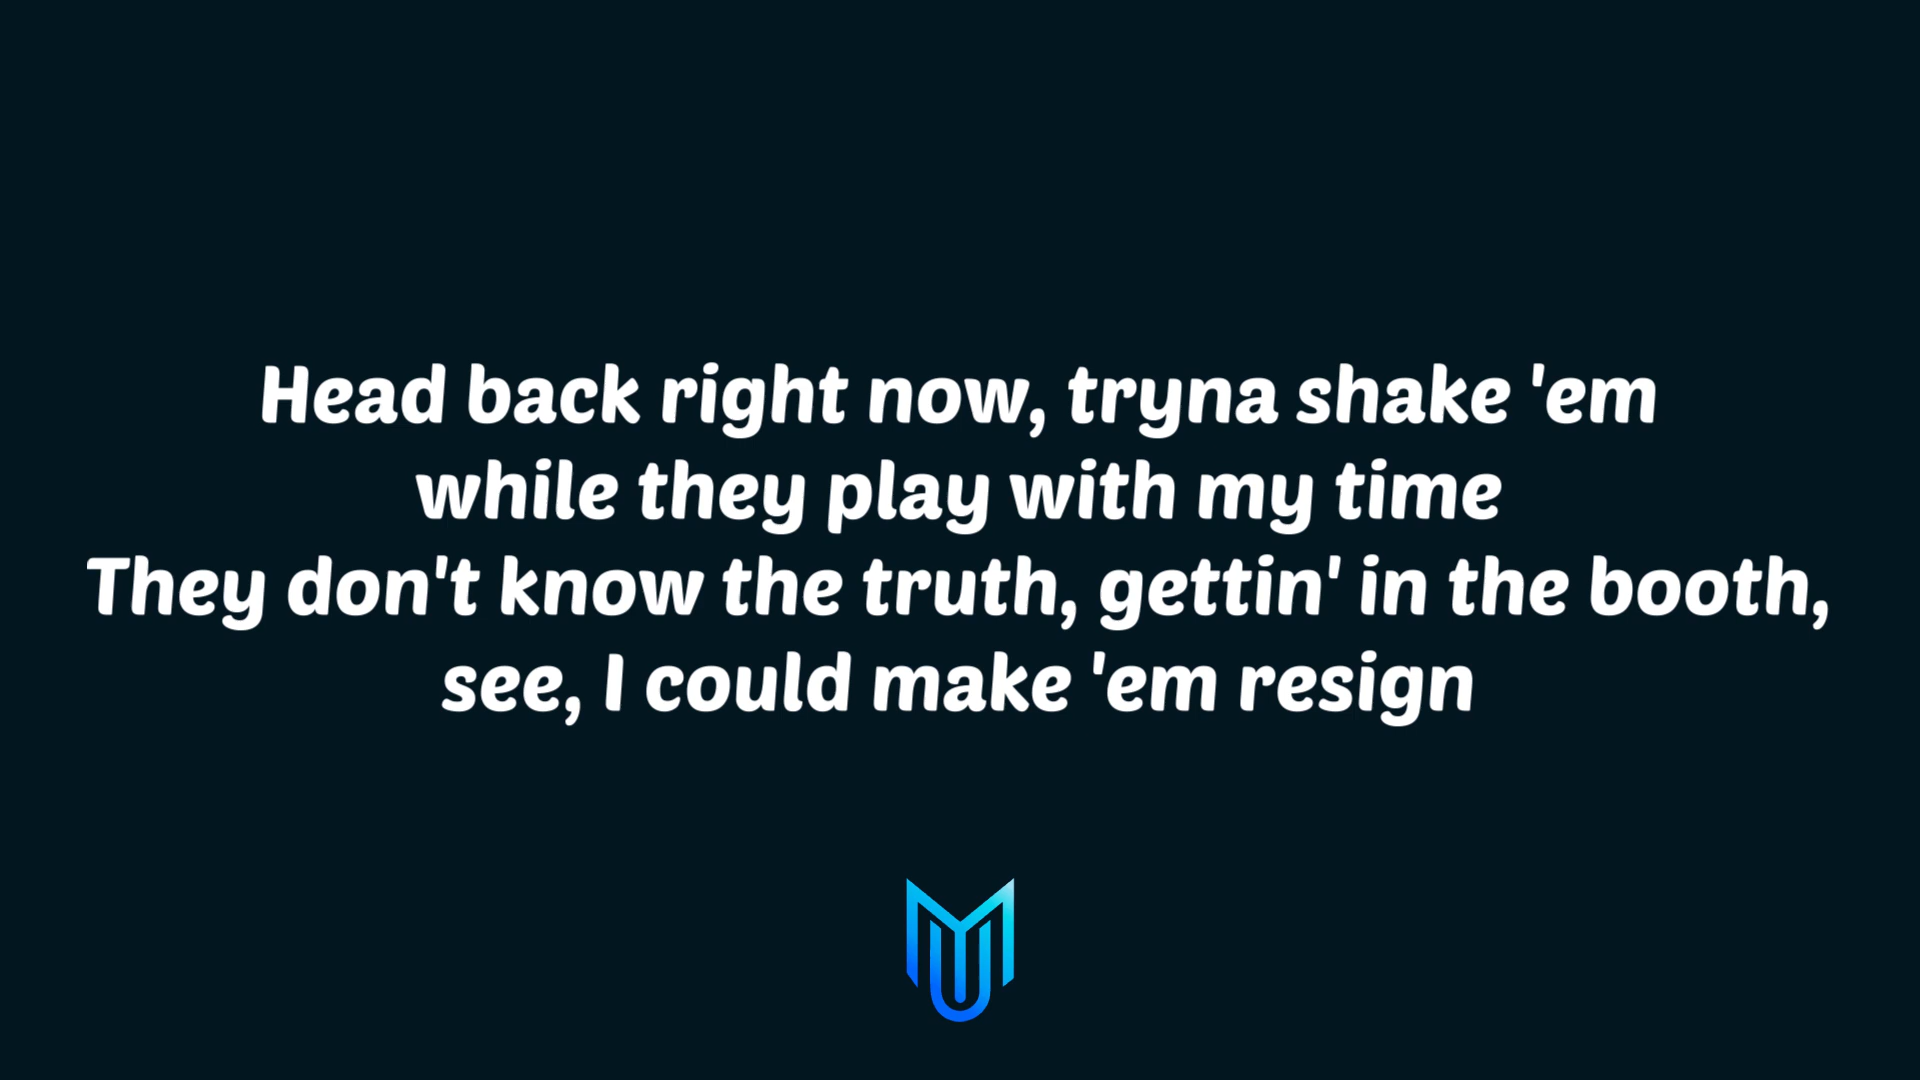 Head back right now, tryna shake 'em
while they play with my time
They don't know the truth, gettin' in the booth,
see, I could make 'em resign